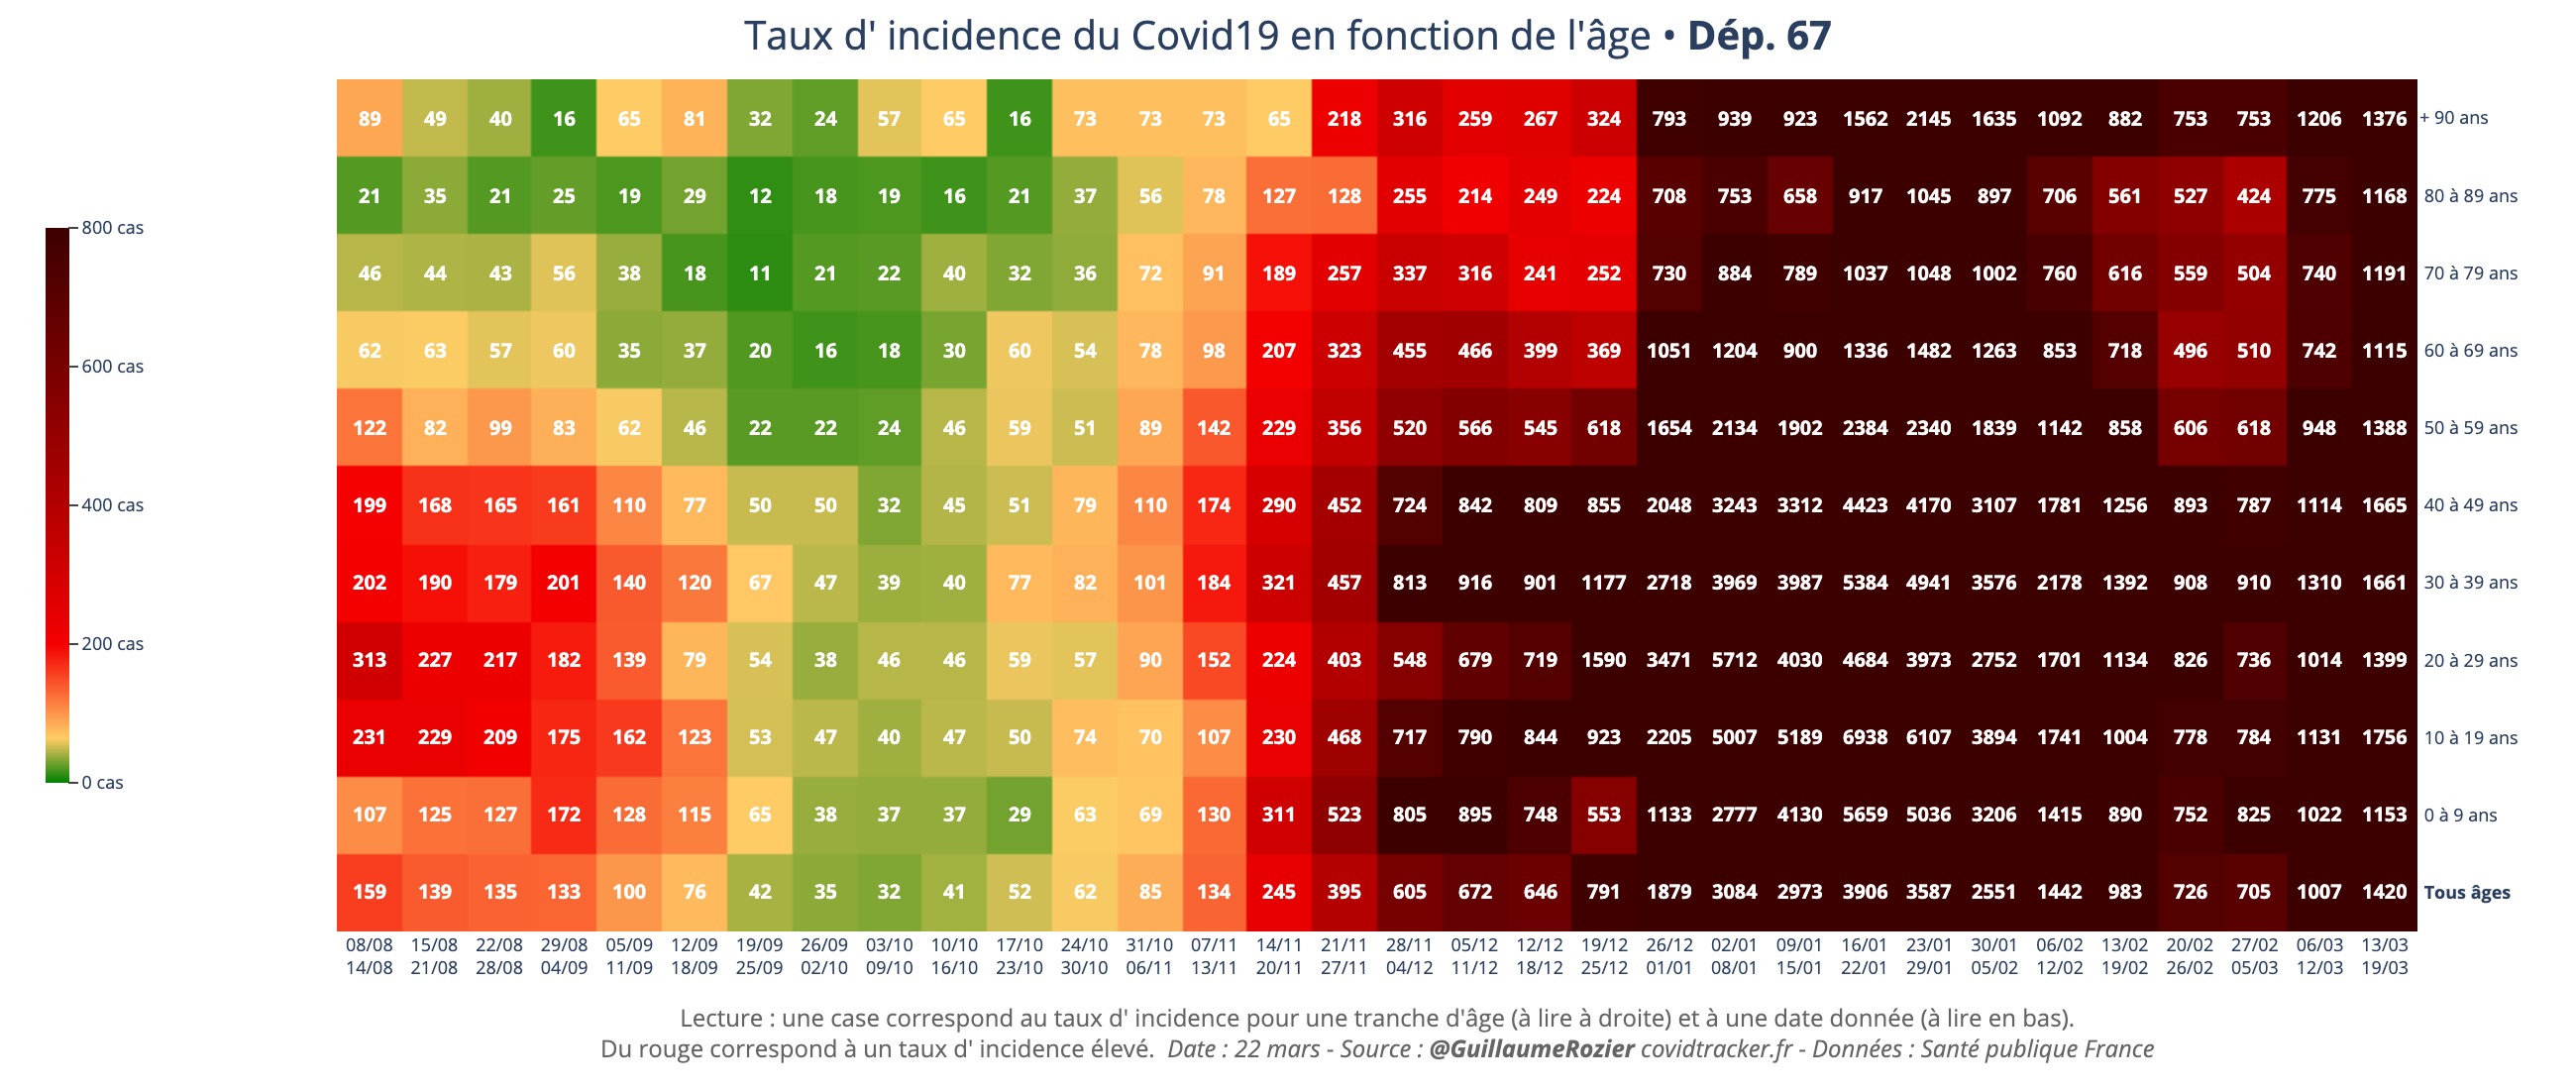 Taux d' incidence du Covid19 en fonction de l'âge • Dép. 67
800 cas
600 cas
400 cas
200 cas
0 cas
89 49 40 16 65 81 32 24 57 65 16 73 73 73 65 218 316 259 267 324 793 939 923 1562 2145 1635 1092 882 753 753 1206 1376 + 90 ans
21 35 21 25 19 29 12 18 19 16 21 37 56 78 127 128 255 214 249 224 708 753 658 917 1045 897 706 561 527 424 775 1168 80 à 89 ans
46 44 43 56 38 18 11 21 22 40 32 36 72 91 189 257 337 316 241 252 730 884 789 1037 1048 1002 760 616 559 504 740 1191 70 à 79 ans
62 63 57 60 35 37 20 16 18 30 60 54 78 98 207 323 455 466 399 369 1051 1204 900 1336 1482 1263 853 718 496 510 742 1115 60 à 69 ans
122 82 99 83 62 46 22 22 24 46 59 51 89 142 229 356 520 566 545 618 1654 2134 1902 2384 2340 1839 1142 858 606 618 948 1388 50 à 59 ans
199 168 165 161 110 77 50 50 32 45 51 79 110 174 290 452 724 842 809 855 2048 3243 3312 4423 4170 3107 1781 1256 893 787 1114 1665 40 à 49 ans
202 190 179 201 140 120 67 47 39 40 77 82 101 184 321 457 813 916 901 1177 2718 3969 3987 5384 4941 3576 2178 1392 908 910 1310 1661 30 à 39 ans
313 227 217 182 139 79 54 38 46 46 59 57 90 152 224 403 548 679 719 1590 3471 5712 4030 4684 3973 2752 1701 1134 826 736 1014 1399 20 à 29 ans
231 229 209 175 162 123 53 47 40 47 50 74 70 107 230 468 717 790 844 923 2205 5007 5189 6938 6107 3894 1741 1004 778 784 1131 1756 10 à 19 ans
107 125 127 172 128 115 65 38 37 37 29 63 69 130 311 523 805 895 748 553 1133 2777 4130 5659 5036 3206 1415 890 752 825 1022 1153 0 à 9 ans
159 139 135 133 100 76 42 35 32 41 52 62 85 134 245 395 605 672 646 791 1879 3084 2973 3906 3587 2551 1442 983 726 705 1007 1420 Tous âges
08/08 15/08 22/08 29/08 05/09 12/09 19/09 26/09 03/10 10/10 17/10 24/10 31/10 07/11 14/11 21/11 28/11 05/12 12/12 19/12 26/12 02/01 09/01 16/01 23/01 30/01 06/02 13/02 20/02 27/02 06/03 13/03
14/08 21/08 28/08 04/09 11/09 18/09 25/09 02/10 09/10 16/10 23/10 30/10 06/11 13/11 20/11 27/11 04/12 11/12 18/12 25/12 01/01 08/01 15/01 22/01 29/01 05/02 12/02 19/02 26/02 05/03 12/03 19/03
Lecture : une case correspond au taux d' incidence pour une tranche d'âge (à lire à droite) et à une date donnée (à lire en bas).
Du rouge correspond à un taux d' incidence élevé. Date : 22 mars - Source : @GuillaumeRozier covidtracker.fr - Données : Santé publique France